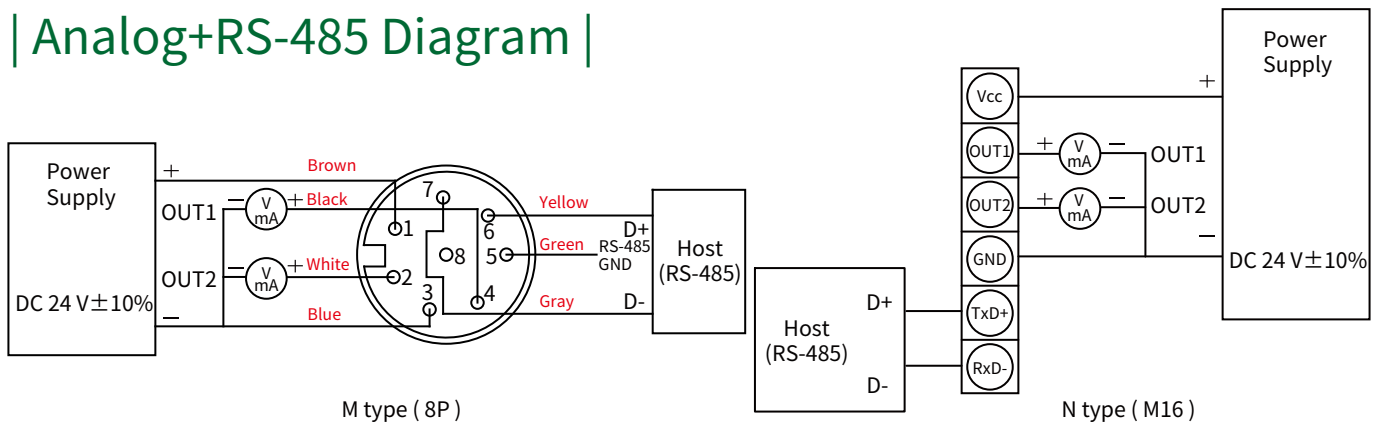 | Analog+RS-485 Diagram |
Power
Supply
+
Brown
OUT1
−
V
mA
+
Black
OUT2
−
V
mA
+
White
DC 24 V±10%
−
Blue
7
1
6
8
5
2
3
4
Yellow
D+
Green
RS-485
GND
Gray
D-
Host
(RS-485)
M type ( 8P )
Host
(RS-485)
D+
D-
Vcc
OUT1
OUT2
GND
TxD+
RxD-
+
+
V
mA
−
OUT1
+
V
mA
−
OUT2
−
Power
Supply
DC 24 V±10%
N type ( M16 )